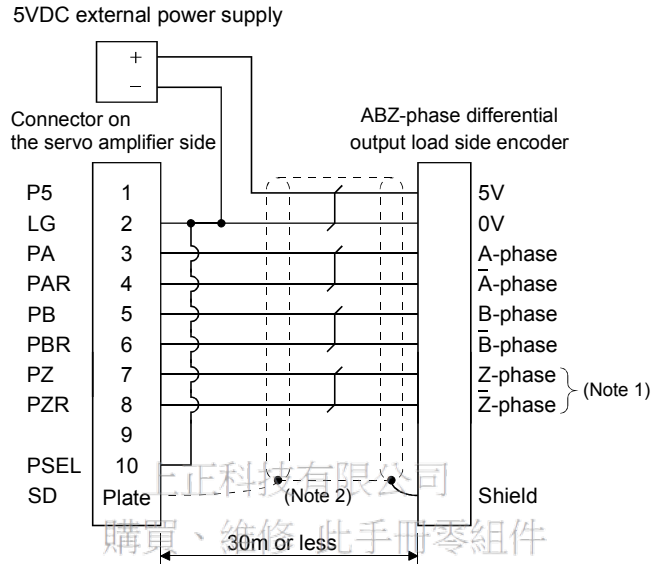 5VDC external power supply
+
−
Connector on
the servo amplifier side
ABZ-phase differential
output load side encoder
P5 1 5V
LG 2 0V
PA 3 A-phase
PAR 4 A̅-phase
PB 5 B-phase
PBR 6 B̅-phase
PZ 7 Z-phase
(Note 1)
PZR 8 Z̅-phase
9
PSEL 10
上正科技有限公司
SD Plate (Note 2) Shield
購買、維修 此手冊零組件
30m or less